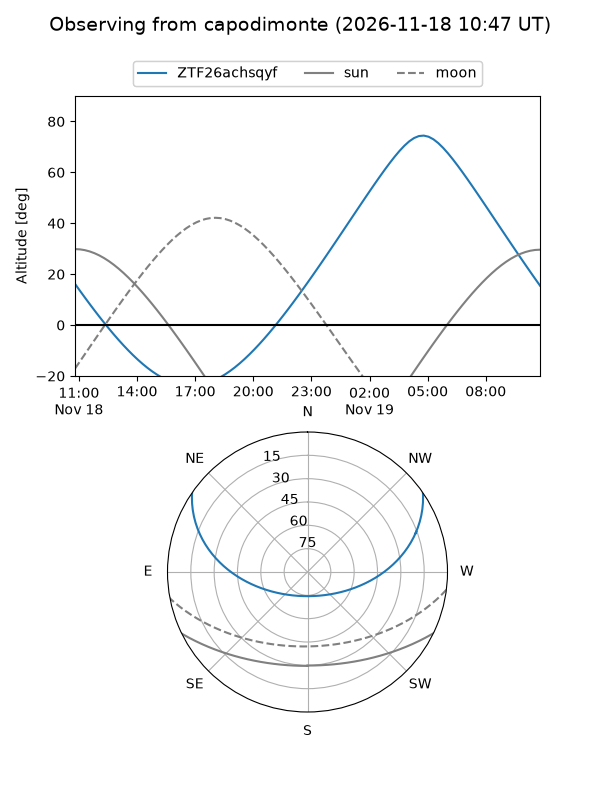 Observing from capodimonte (2026-11-18 10:47 UT)
ZTF26achsqyf
sun
moon
Altitude [deg]
80
60
40
20
0
−20
11:00
Nov 18
14:00
17:00
20:00
23:00
02:00
Nov 19
05:00
08:00
N
NE
NW
15
30
45
60
75
E
W
SE
SW
S